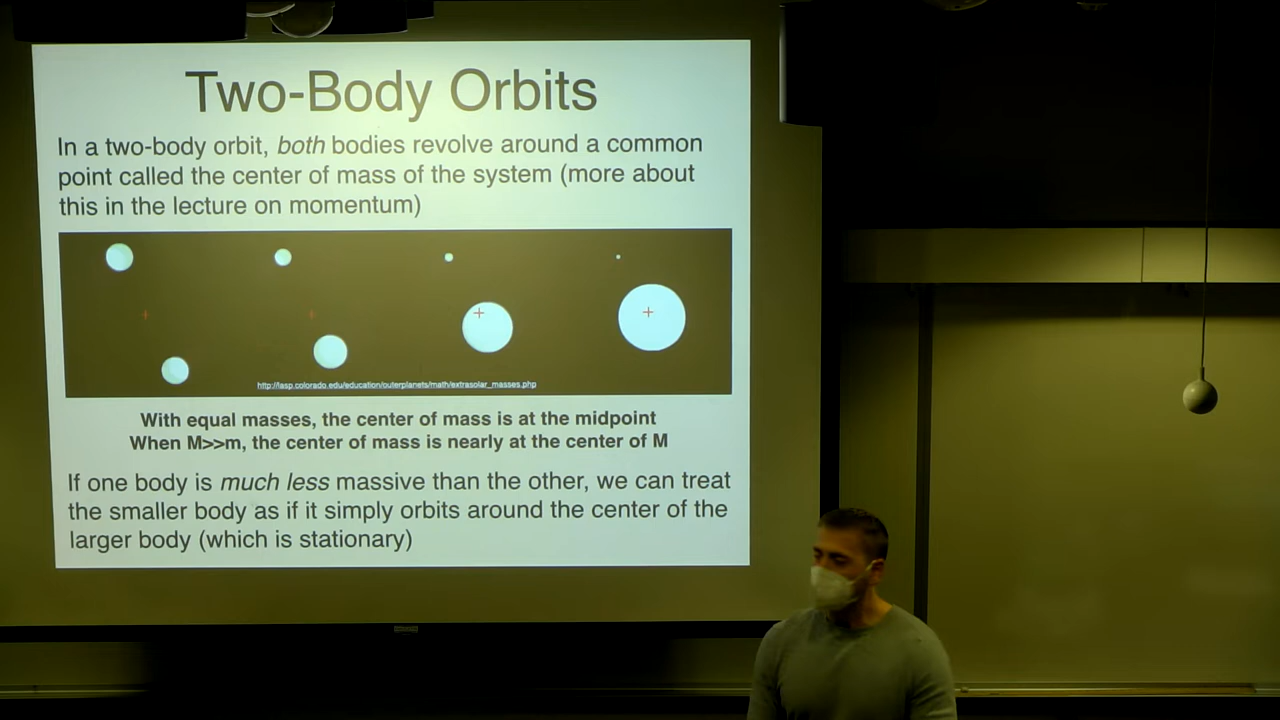 Two-Body Orbits
In a two-body orbit, both bodies revolve around a common
point called the center of mass of the system (more about
this in the lecture on momentum)
http://lasp.colorado.edu/education/outerplanets/math/extrasolar_masses.php
With equal masses, the center of mass is at the midpoint
When M>>m, the center of mass is nearly at the center of M
If one body is much less massive than the other, we can treat
the smaller body as if it simply orbits around the center of the
larger body (which is stationary)